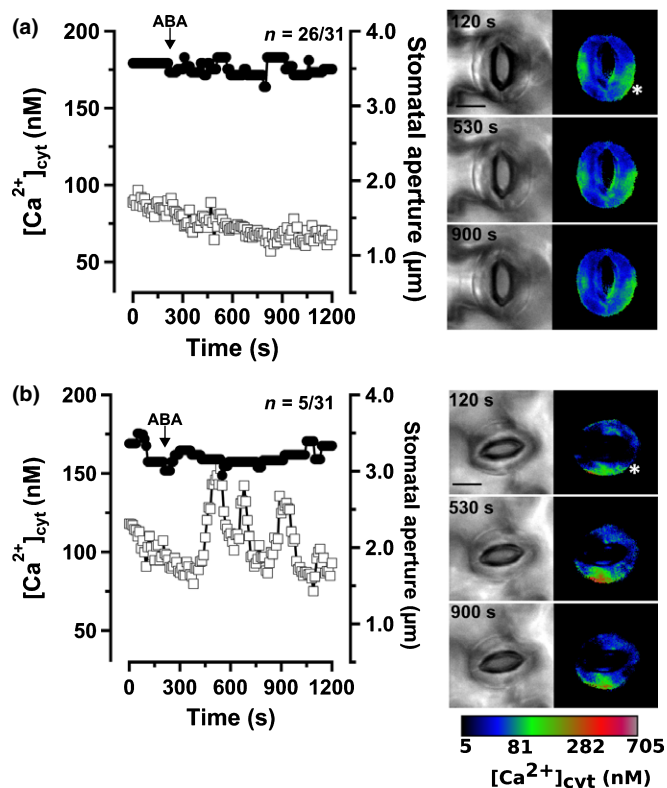 (a)
ABA
n = 26/31
200
175
150
125
100
75
50
[Ca2+]cyt (nM)
4.0
3.0
2.0
1.0
Stomatal aperture (μm)
0 300 600 900 1200
Time (s)
120 s
*
530 s
900 s
(b)
ABA
n = 5/31
200
150
100
50
[Ca2+]cyt (nM)
4.0
3.0
2.0
1.0
Stomatal aperture (μm)
0 300 600 900 1200
Time (s)
120 s
*
530 s
900 s
5 81 282 705
[Ca2+]cyt (nM)